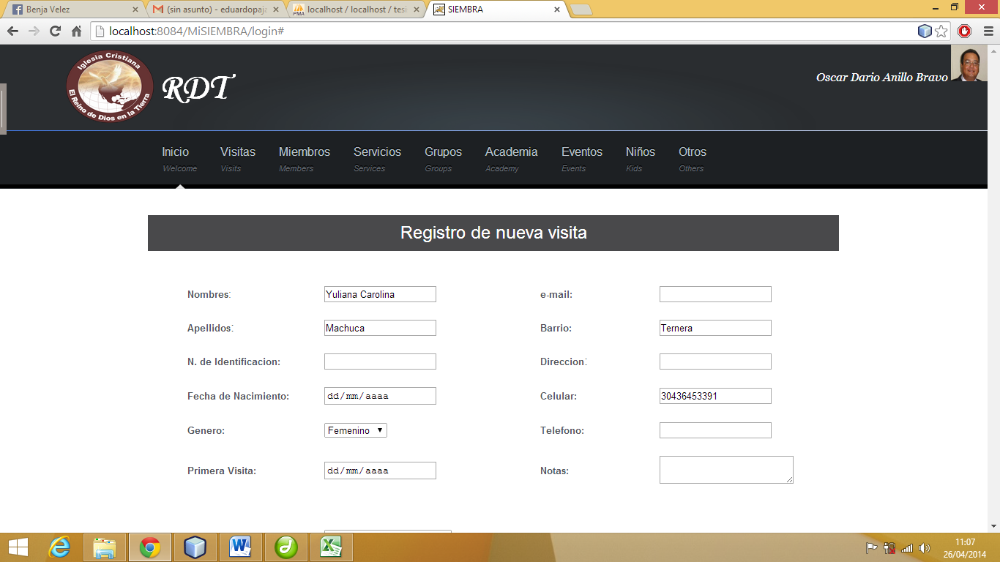 Benja Velez
(sin asunto) - eduardopaja
localhost / localhost / tesi
SIEMBRA
localhost:8084/MiSIEMBRA/login#
Iglesia Cristiana
El Reino de Dios en la Tierra
RDT
Oscar Dario Anillo Bravo
Inicio Visitas Miembros Servicios Grupos Academia Eventos Niños Otros
Welcome Visits Members Services Groups Academy Events Kids Others
Registro de nueva visita
Nombres: Yuliana Carolina e-mail:
Apellidos: Machuca Barrio: Ternera
N. de Identificacion: Direccion:
Fecha de Nacimiento: dd/mm/aaaa Celular: 30436453391
Genero: Femenino Telefono:
Primera Visita: dd/mm/aaaa Notas:
11:07
26/04/2014